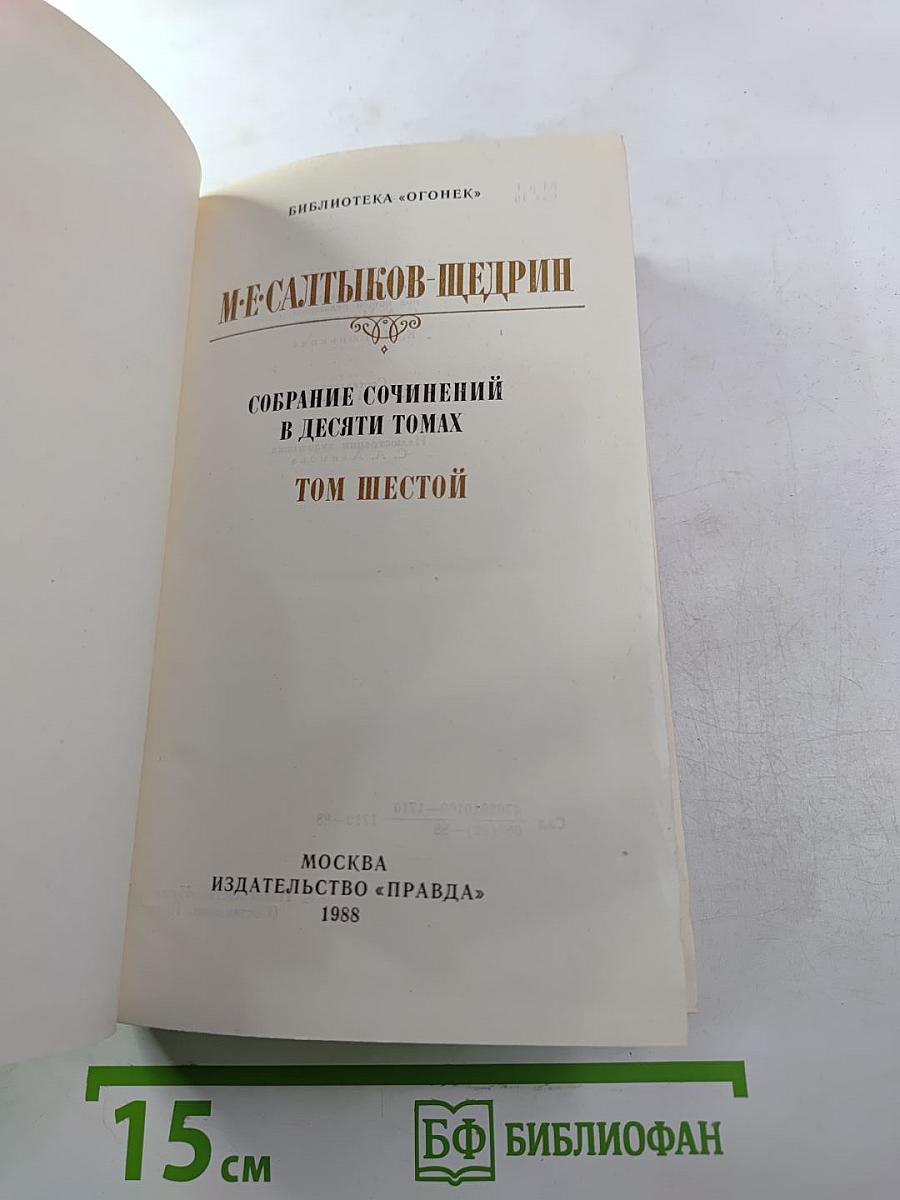 БИБЛИОТЕКА «ОГОНЕК»
М·Е·САЛТЫКОВ-ЩЕДРИН
СОБРАНИЕ СОЧИНЕНИЙ
В ДЕСЯТИ ТОМАХ
ТОМ ШЕСТОЙ
МОСКВА
ИЗДАТЕЛЬСТВО «ПРАВДА»
1988
15 см
БФ БИБЛИОФАН